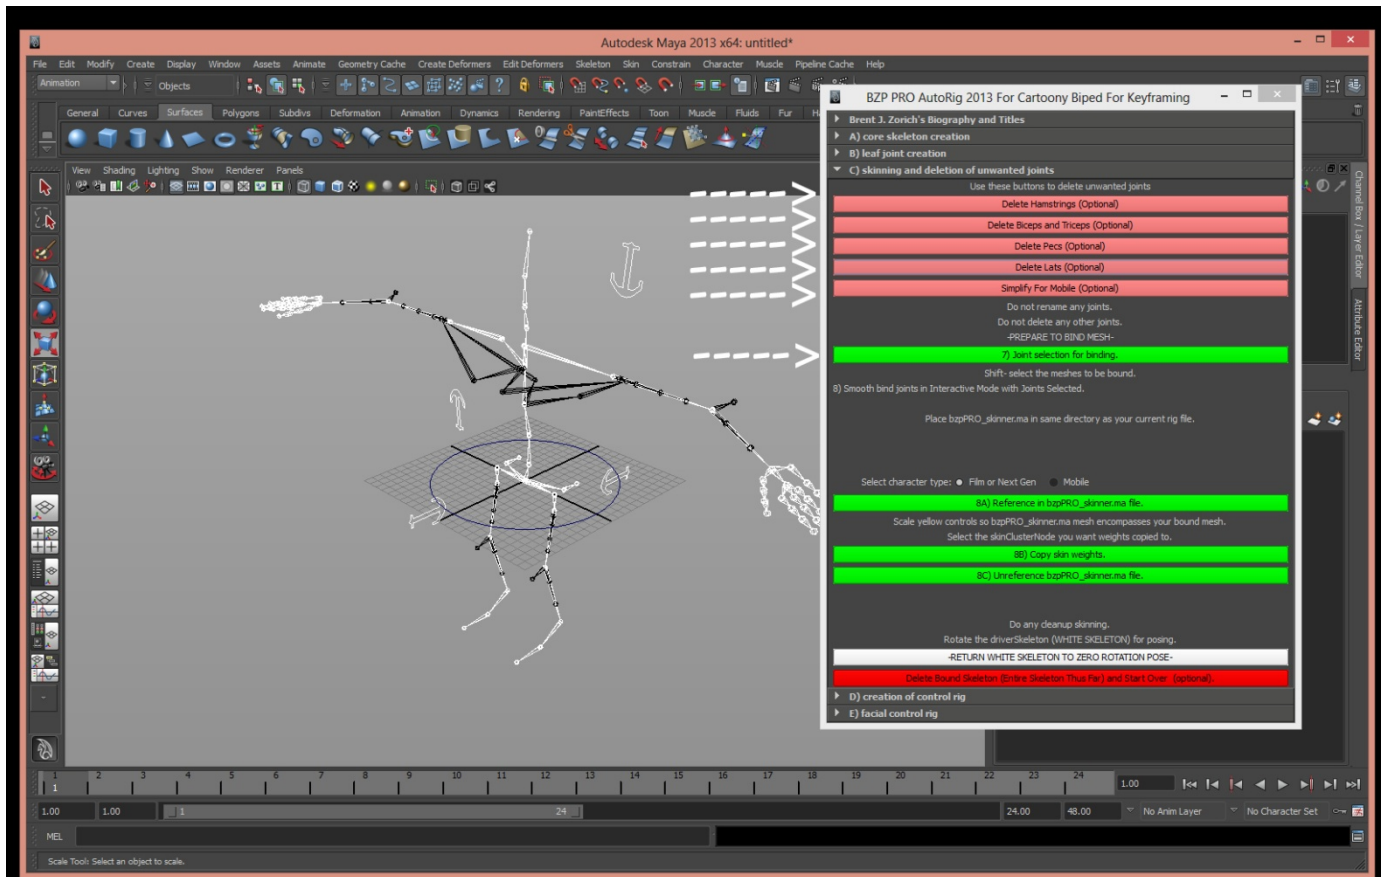 Autodesk Maya 2013 x64: untitled*
File Edit Modify Create Display Window Assets Animate Geometry Cache Create Deformers Edit Deformers Skeleton Skin Constrain Character Muscle Pipeline Cache Help
Animation Objects
General Curves Surfaces Polygons Subdivs Deformation Animation Dynamics Rendering PaintEffects Toon Muscle Fluids Fur
View Shading Lighting Show Renderer Panels
BZP PRO AutoRig 2013 For Cartoony Biped For Keyframing
Brent J. Zorich's Biography and Titles
A) core skeleton creation
B) leaf joint creation
C) skinning and deletion of unwanted joints
Use these buttons to delete unwanted joints
Delete Hamstrings (Optional)
Delete Biceps and Triceps (Optional)
Delete Pecs (Optional)
Delete Lats (Optional)
Simplify For Mobile (Optional)
Do not rename any joints.
Do not delete any other joints.
-PREPARE TO BIND MESH-
7) Joint selection for binding.
Shift- select the meshes to be bound.
8) Smooth bind joints in Interactive Mode with Joints Selected.
Place bzpPRO_skinner.ma in same directory as your current rig file.
Select character type: Film or Next Gen Mobile
8A) Reference in bzpPRO_skinner.ma file.
Scale yellow controls so bzpPRO_skinner.ma mesh encompasses your bound mesh.
Select the skinClusterNode you want weights copied to.
8B) Copy skin weights.
8C) Unreference bzpPRO_skinner.ma file.
Do any cleanup skinning.
Rotate the driverSkeleton (WHITE SKELETON) for posing.
-RETURN WHITE SKELETON TO ZERO ROTATION POSE-
Delete Bound Skeleton (Entire Skeleton Thus Far) and Start Over (optional).
D) creation of control rig
E) facial control rig
Channel Box / Layer Editor
Attribute Editor
1 2 3 4 5 6 7 8 9 10 11 12 13 14 15 16 17 18 19 20 21 22 23 24
1 1.00
1.00 1.00 1 24 24.00 48.00 No Anim Layer No Character Set
MEL
Scale Tool: Select an object to scale.